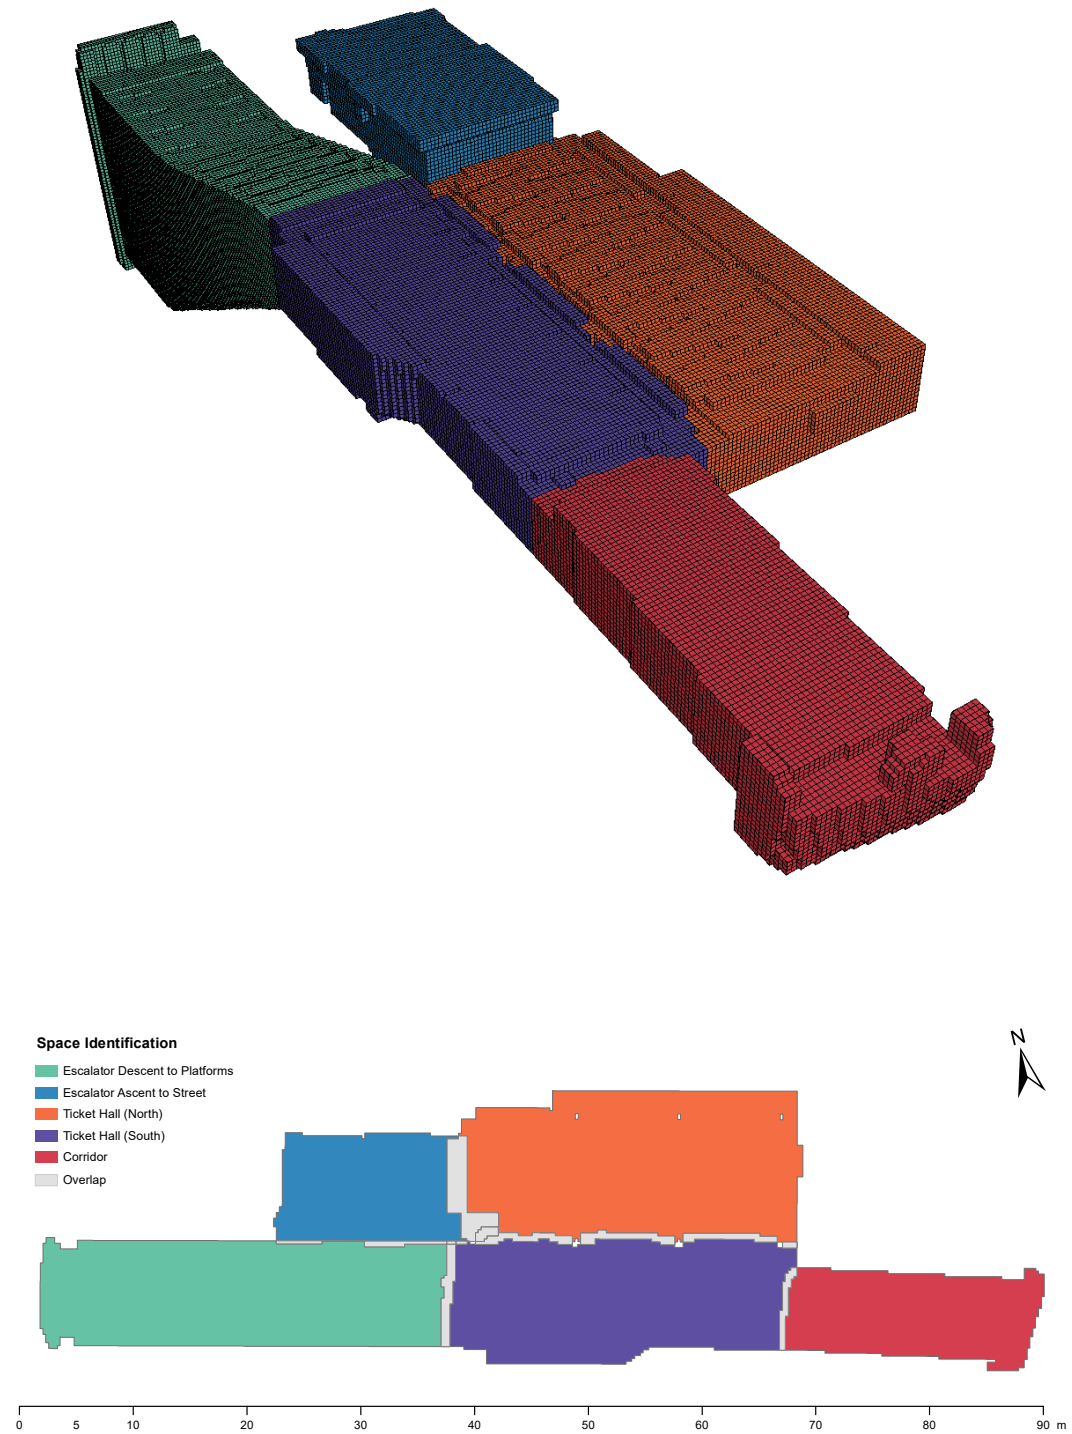 N
Space Identification
Escalator Descent to Platforms
Escalator Ascent to Street
Ticket Hall (North)
Ticket Hall (South)
Corridor
Overlap
0 5 10 20 30 40 50 60 70 80 90 m